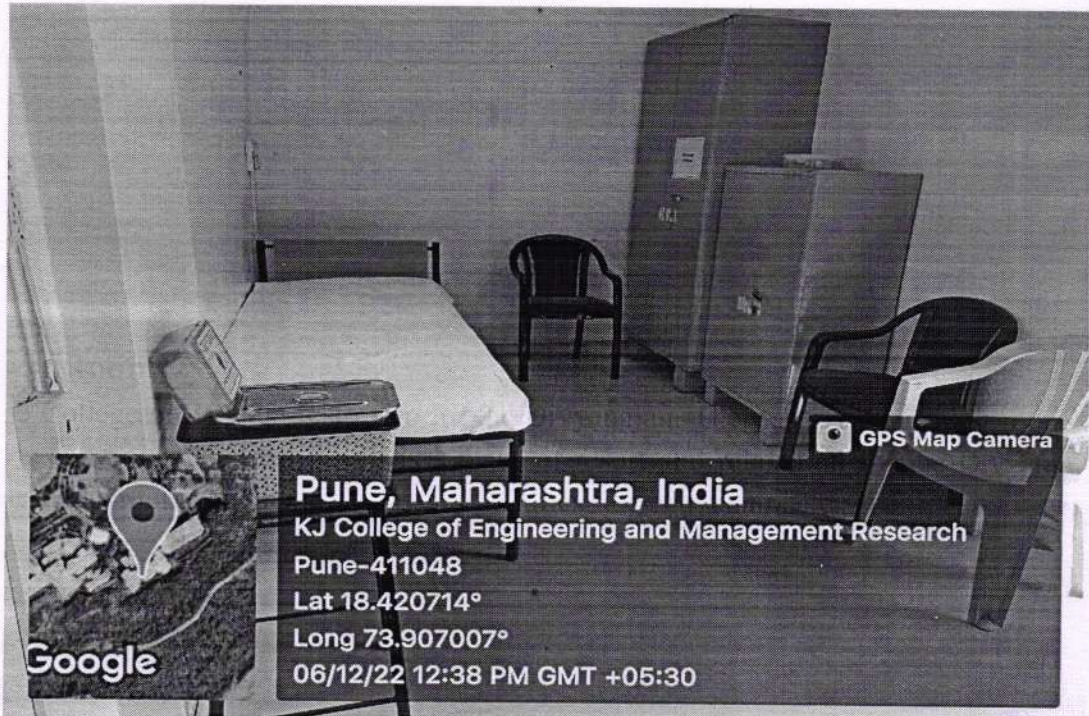 GPS Map Camera
Pune, Maharashtra, India
KJ College of Engineering and Management Research
Pune-411048
Lat 18.420714°
Long 73.907007°
06/12/22 12:38 PM GMT +05:30
Google